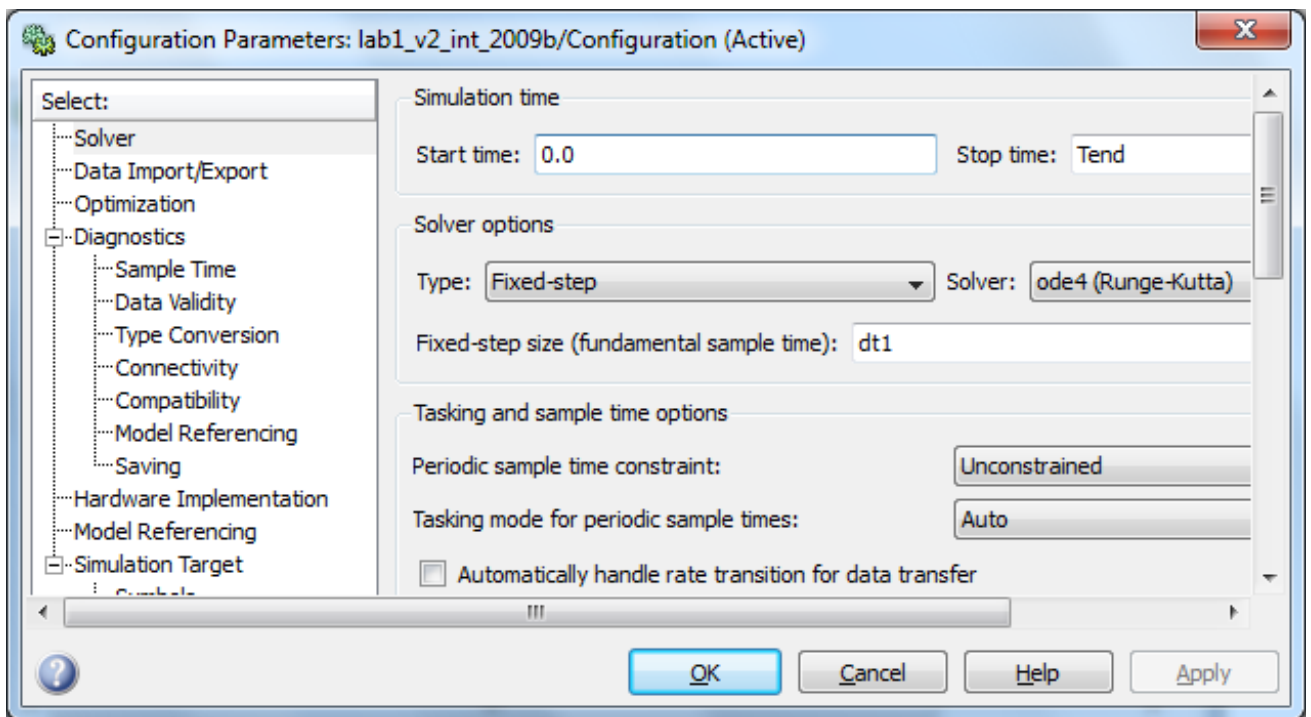 Configuration Parameters: lab1_v2_int_2009b/Configuration (Active)
Select:
Solver
Data Import/Export
Optimization
Diagnostics
Sample Time
Data Validity
Type Conversion
Connectivity
Compatibility
Model Referencing
Saving
Hardware Implementation
Model Referencing
Simulation Target
Simulation time
Start time: 0.0 Stop time: Tend
Solver options
Type: Fixed-step Solver: ode4 (Runge-Kutta)
Fixed-step size (fundamental sample time): dt1
Tasking and sample time options
Periodic sample time constraint: Unconstrained
Tasking mode for periodic sample times: Auto
Automatically handle rate transition for data transfer
OK Cancel Help Apply